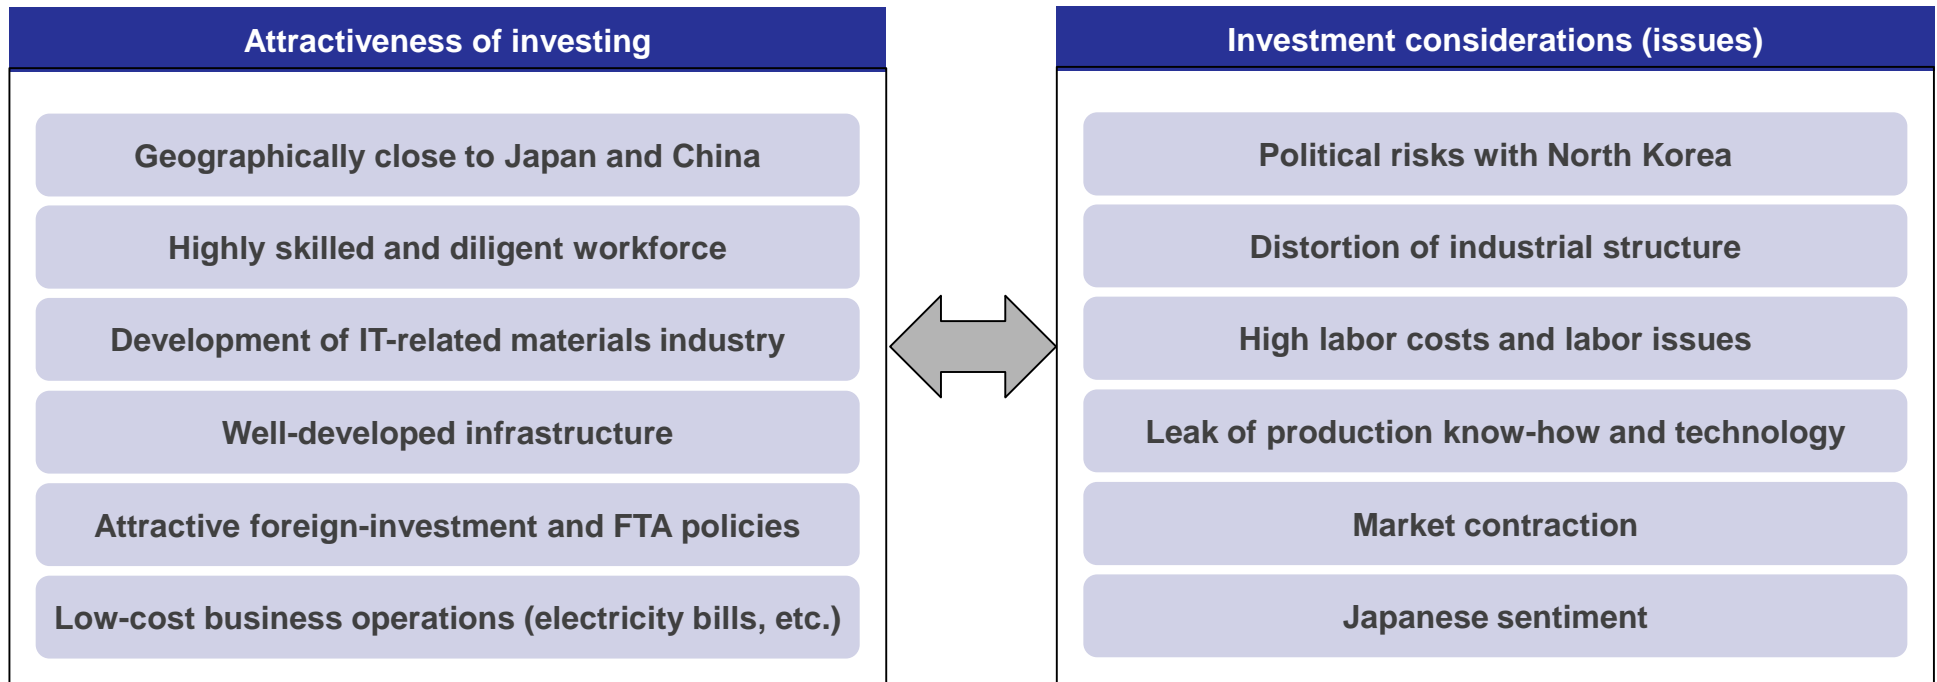 Attractiveness of investing
Geographically close to Japan and China
Highly skilled and diligent workforce
Development of IT-related materials industry
Well-developed infrastructure
Attractive foreign-investment and FTA policies
Low-cost business operations (electricity bills, etc.)
Investment considerations (issues)
Political risks with North Korea
Distortion of industrial structure
High labor costs and labor issues
Leak of production know-how and technology
Market contraction
Japanese sentiment